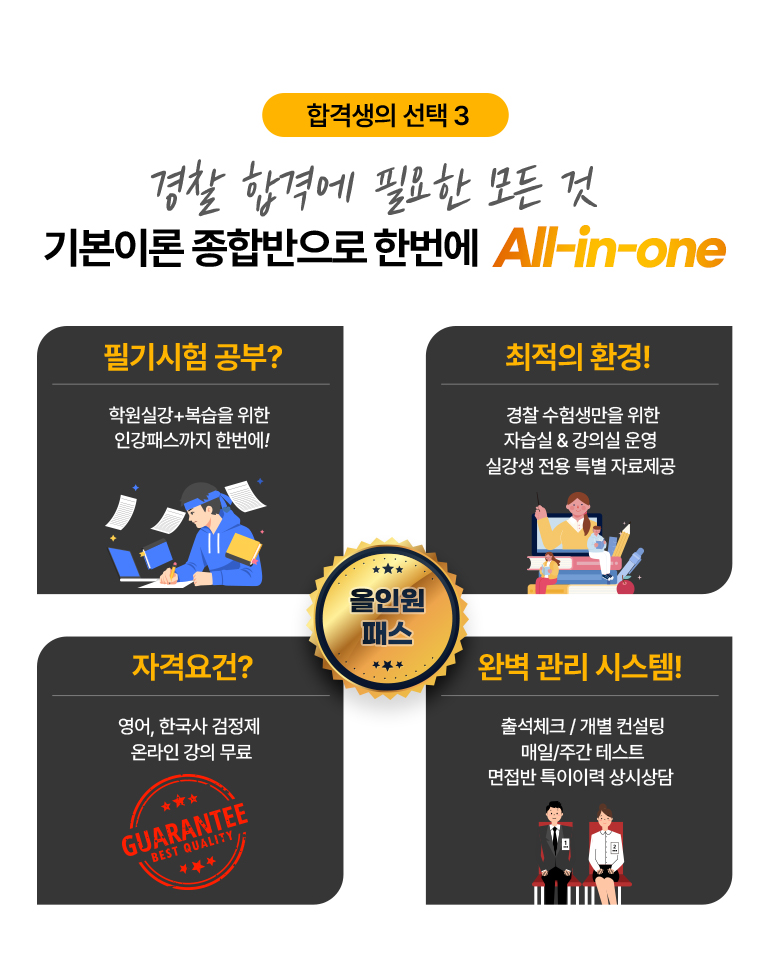 합격생의 선택 3
경찰 합격에 필요한 모든 것
기본이론 종합반으로 한번에 All-in-one
필기시험 공부?
학원실강+복습을 위한
인강패스까지 한번에!
최적의 환경!
경찰 수험생만을 위한
자습실 & 강의실 운영
실강생 전용 특별 자료제공
올인원
패스
자격요건?
영어, 한국사 검정제
온라인 강의 무료
GUARANTEE
BEST QUALITY
완벽 관리 시스템!
출석체크 / 개별 컨설팅
매일/주간 테스트
면접반 특이이력 상시상담
1
2